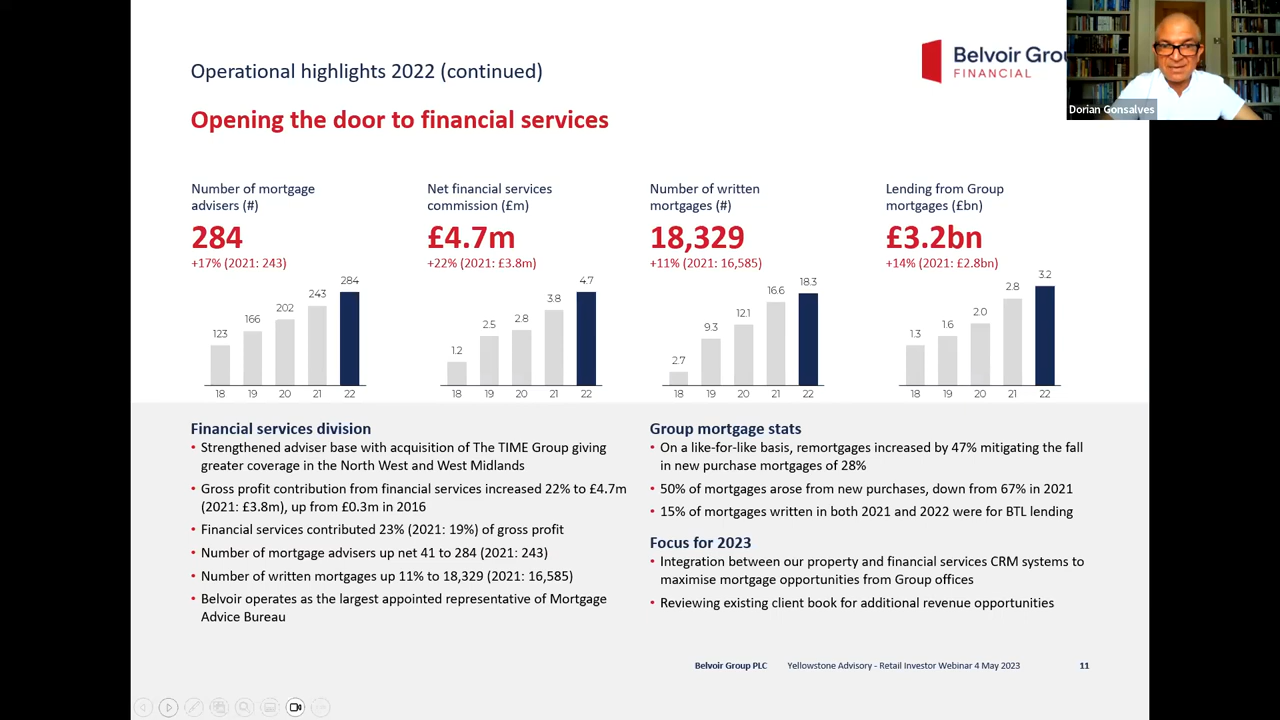 Operational highlights 2022 (continued)
Belvoir Grou
FINANCIAL
Dorian Gonsalves
Opening the door to financial services
Number of mortgage
advisers (#)
284
+17% (2021: 243)
123
166
202
243
284
18
19
20
21
22
Net financial services
commission (£m)
£4.7m
+22% (2021: £3.8m)
1.2
2.5
2.8
3.8
4.7
18
19
20
21
22
Number of written
mortgages (#)
18,329
+11% (2021: 16,585)
2.7
9.3
12.1
16.6
18.3
18
19
20
21
22
Lending from Group
mortgages (£bn)
£3.2bn
+14% (2021: £2.8bn)
1.3
1.6
2.0
2.8
3.2
18
19
20
21
22
Financial services division
• Strengthened adviser base with acquisition of The TIME Group giving
greater coverage in the North West and West Midlands
• Gross profit contribution from financial services increased 22% to £4.7m
(2021: £3.8m), up from £0.3m in 2016
• Financial services contributed 23% (2021: 19%) of gross profit
• Number of mortgage advisers up net 41 to 284 (2021: 243)
• Number of written mortgages up 11% to 18,329 (2021: 16,585)
• Belvoir operates as the largest appointed representative of Mortgage
Advice Bureau
Group mortgage stats
• On a like-for-like basis, remortgages increased by 47% mitigating the fall
in new purchase mortgages of 28%
• 50% of mortgages arose from new purchases, down from 67% in 2021
• 15% of mortgages written in both 2021 and 2022 were for BTL lending
Focus for 2023
• Integration between our property and financial services CRM systems to
maximise mortgage opportunities from Group offices
• Reviewing existing client book for additional revenue opportunities
Belvoir Group PLC Yellowstone Advisory - Retail Investor Webinar 4 May 2023 11